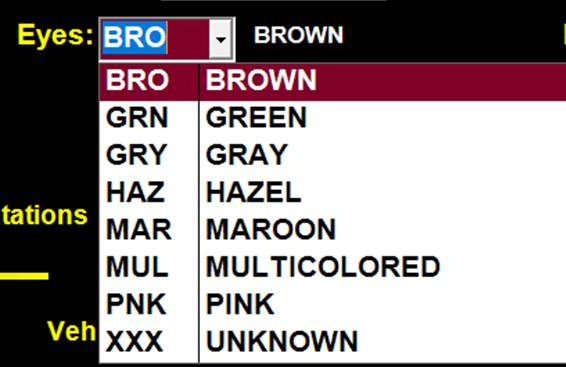 Eyes: BRO BROWN
BRO BROWN
GRN GREEN
GRY GRAY
HAZ HAZEL
tations MAR MAROON
MUL MULTICOLORED
PNK PINK
Veh XXX UNKNOWN